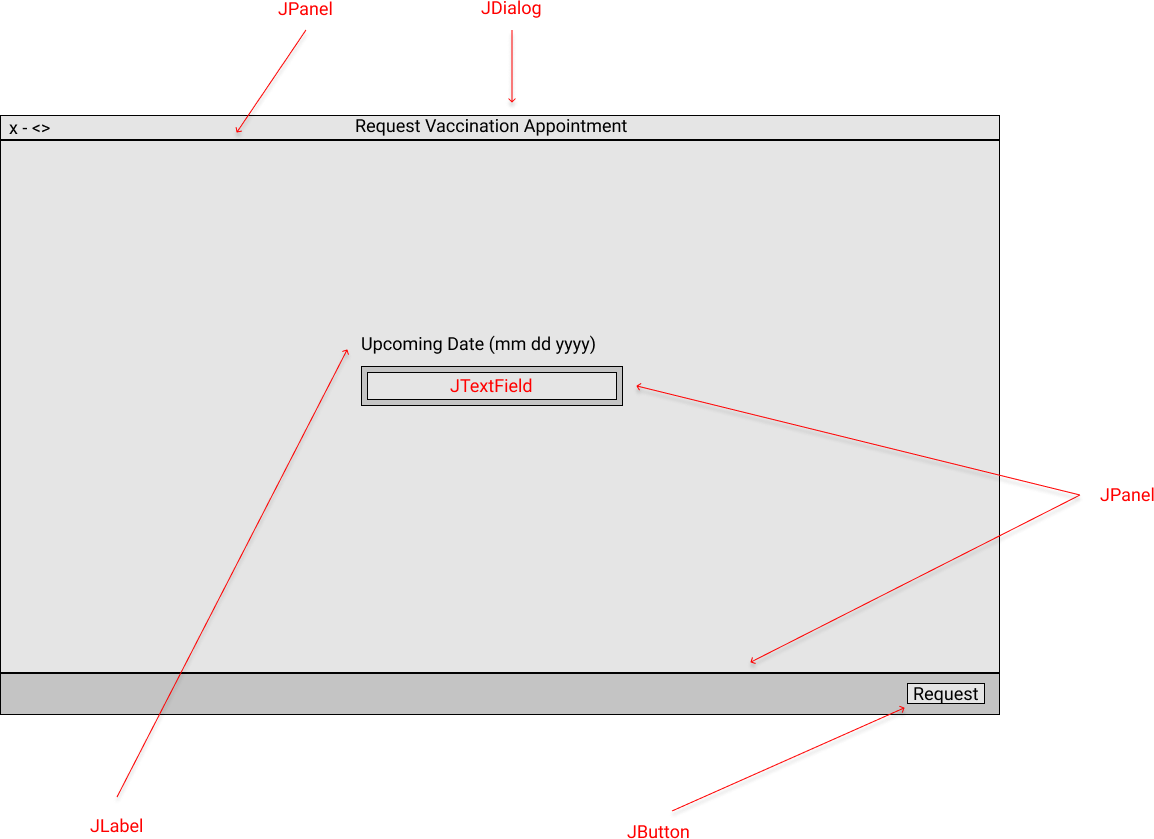 JPanel
JDialog
x - <>
Request Vaccination Appointment
Upcoming Date (mm dd yyyy)
JTextField
JPanel
Request
JLabel
JButton